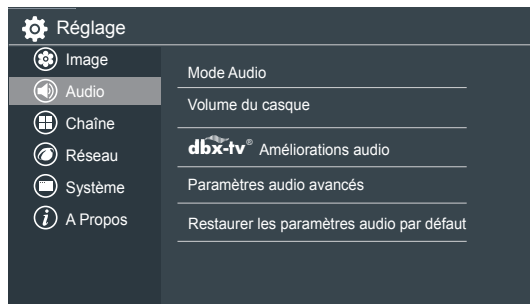 Réglage
Image
Audio
Chaîne
Réseau
Système
A Propos
Mode Audio
Volume du casque
dbx-tv® Améliorations audio
Paramètres audio avancés
Restaurer les paramètres audio par défaut